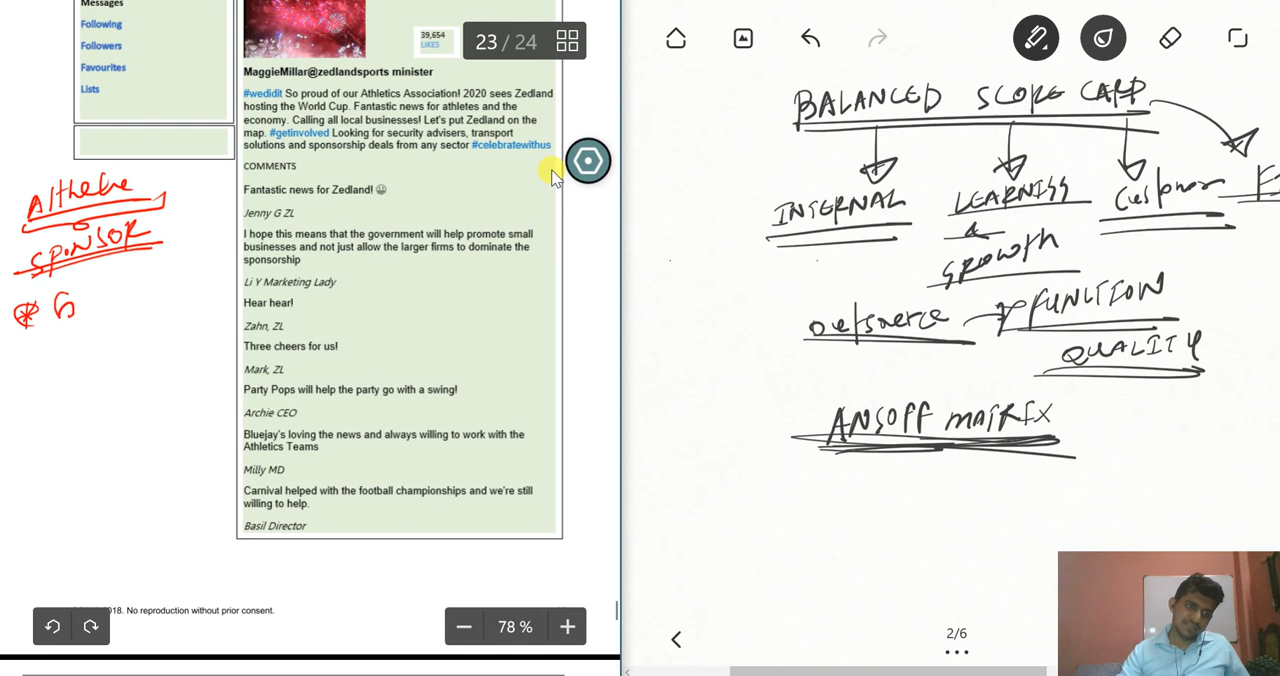 Messages
Following
Followers
Favourites
Lists
39,654
LIKES
23 / 24
MaggieMillar@zedlandsports minister
#wedidit So proud of our Athletics Association! 2020 sees Zedland
hosting the World Cup. Fantastic news for athletes and the
economy. Calling all local businesses! Let's put Zedland on the
map. #getinvolved Looking for security advisers, transport
solutions and sponsorship deals from any sector #celebratewithus
COMMENTS
Fantastic news for Zedland!
Jenny G ZL
I hope this means that the government will help promote small
businesses and not just allow the larger firms to dominate the
sponsorship
Li Y Marketing Lady
Hear hear!
Zahn, ZL
Three cheers for us!
Mark, ZL
Party Pops will help the party go with a swing!
Archie CEO
Bluejay's loving the news and always willing to work with the
Athletics Teams
Milly MD
Carnival helped with the football championships and we're still
willing to help.
Basil Director
SPONSOR
018. No reproduction without prior consent.
78 %
BALANCED SCORE CARD
INTERNAL
&
GROWTH
Customer
outsource
FUNCTION
QUALITY
ANSOFF MATRIX
2/6